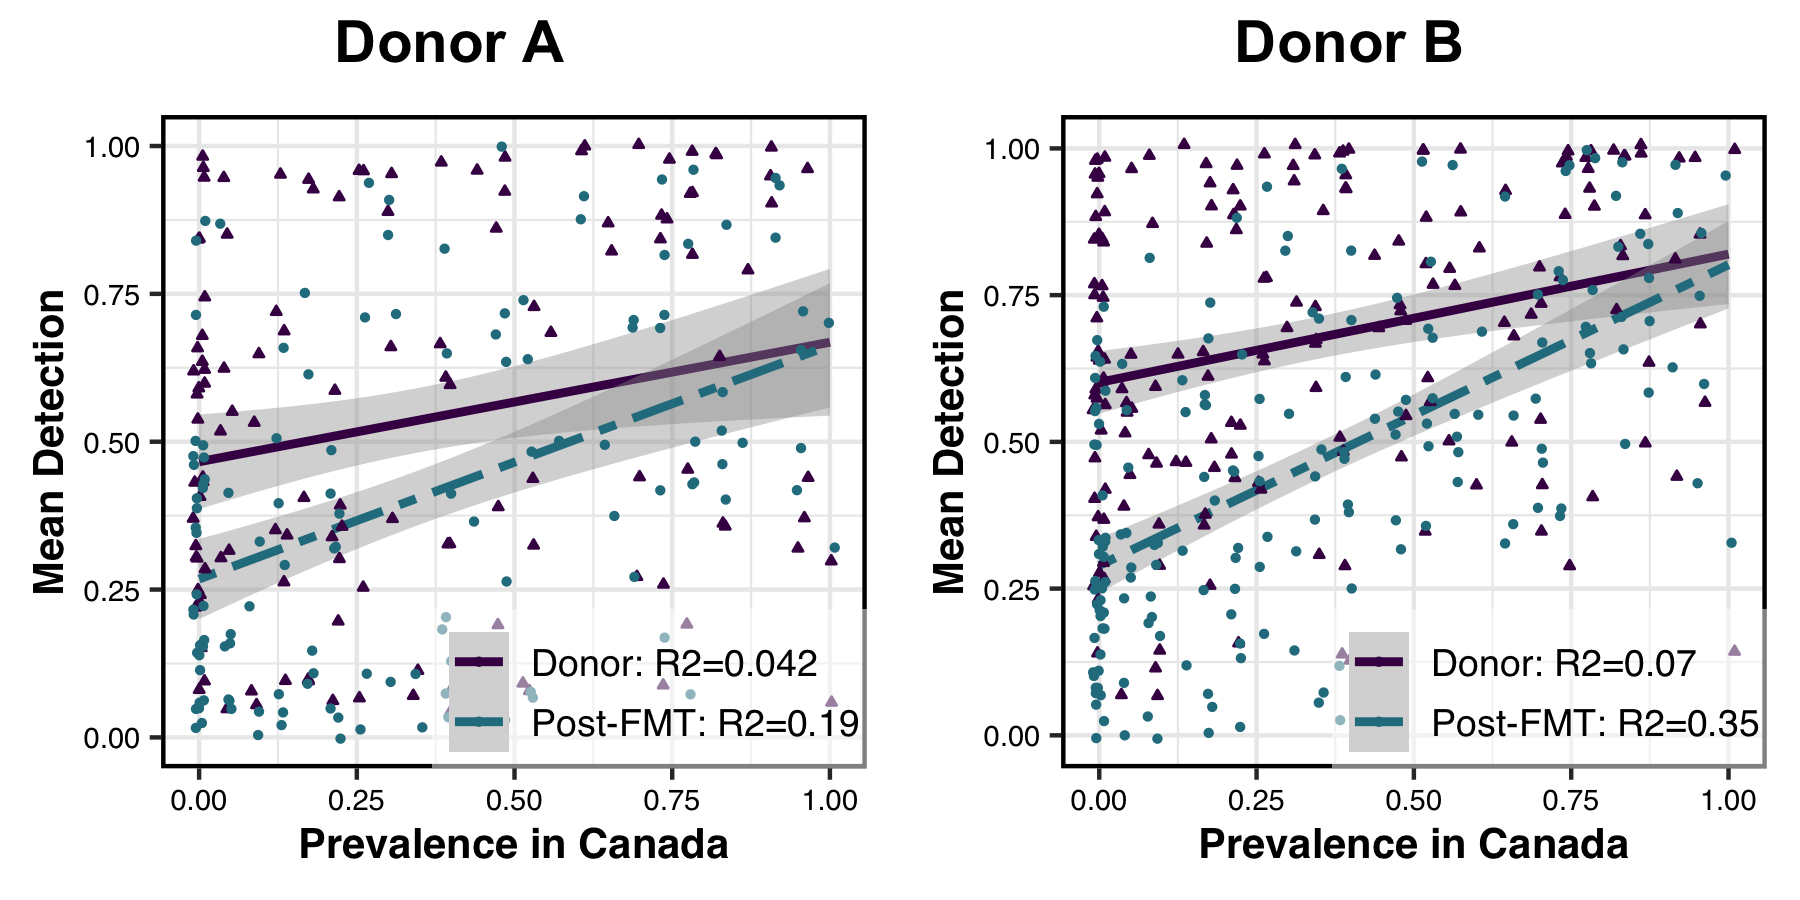 Donor A
Mean Detection
1.00
0.75
0.50
0.25
0.00
Donor: R2=0.042
Post-FMT: R2=0.19
0.00 0.25 0.50 0.75 1.00
Prevalence in Canada
Donor B
Mean Detection
1.00
0.75
0.50
0.25
0.00
Donor: R2=0.07
Post-FMT: R2=0.35
0.00 0.25 0.50 0.75 1.00
Prevalence in Canada